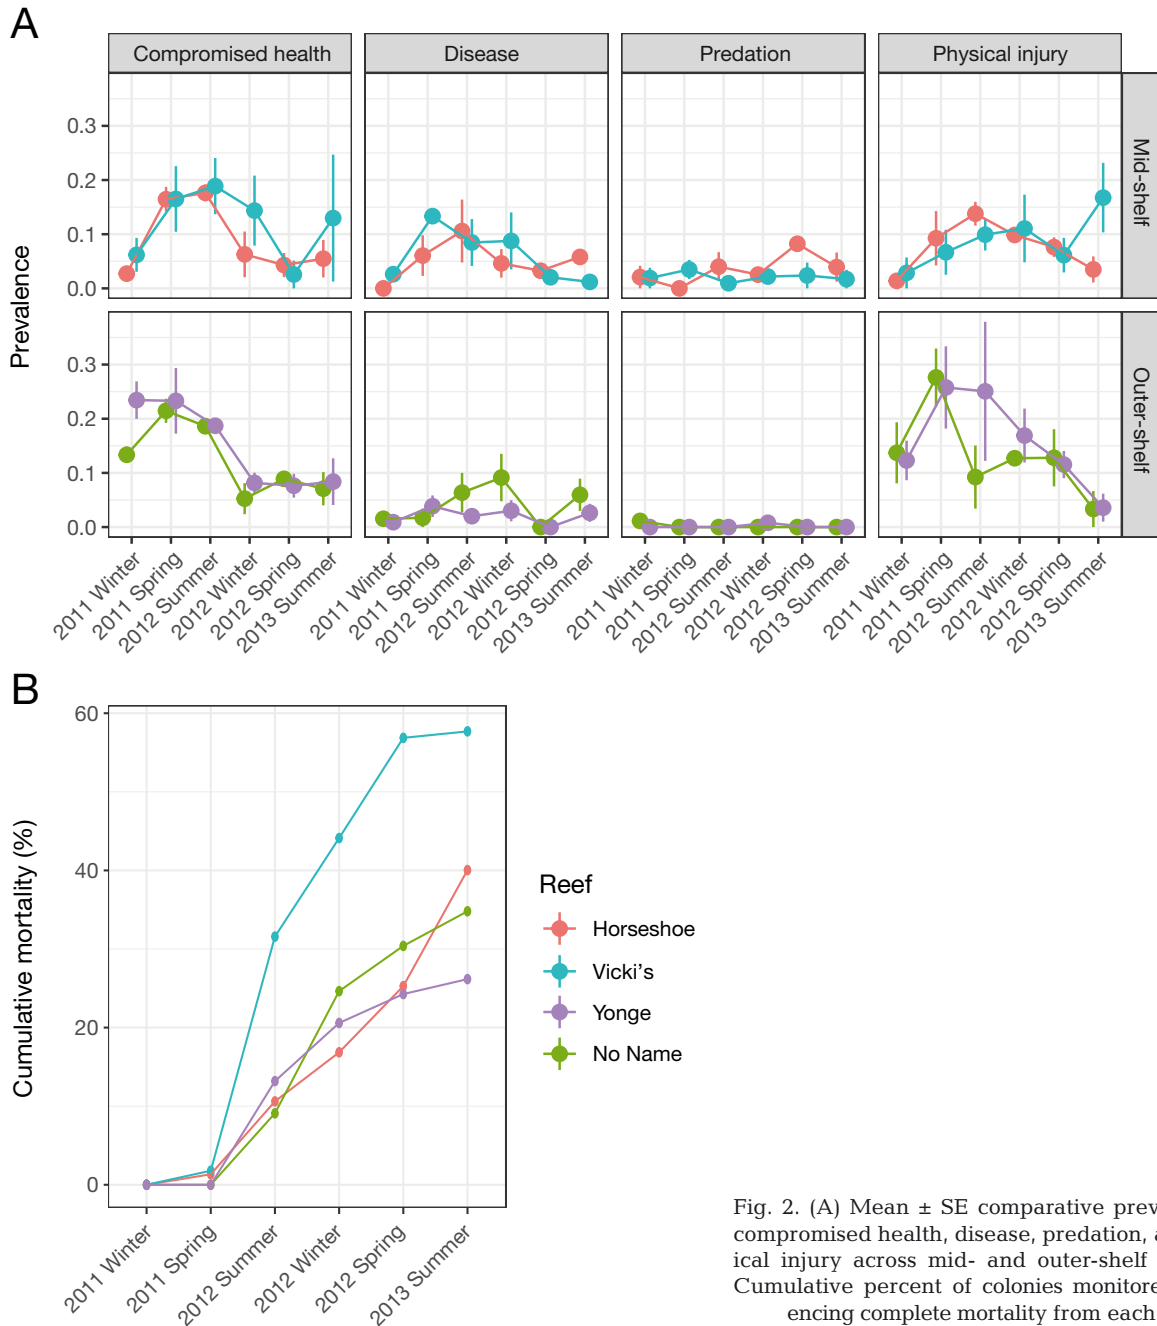 A
Compromised health
Disease
Predation
Physical injury
Prevalence
0.3
0.2
0.1
0.0
Mid-shelf
0.3
0.2
0.1
0.0
Outer-shelf
2011 Winter
2011 Spring
2012 Summer
2012 Winter
2012 Spring
2013 Summer
2011 Winter
2011 Spring
2012 Summer
2012 Winter
2012 Spring
2013 Summer
2011 Winter
2011 Spring
2012 Summer
2012 Winter
2012 Spring
2013 Summer
2011 Winter
2011 Spring
2012 Summer
2012 Winter
2012 Spring
2013 Summer
B
Cumulative mortality (%)
60
40
20
0
2011 Winter
2011 Spring
2012 Summer
2012 Winter
2012 Spring
2013 Summer
Reef
Horseshoe
Vicki's
Yonge
No Name
Fig. 2. (A) Mean ± SE comparative prev
compromised health, disease, predation, a
ical injury across mid- and outer-shelf
Cumulative percent of colonies monitore
encing complete mortality from each